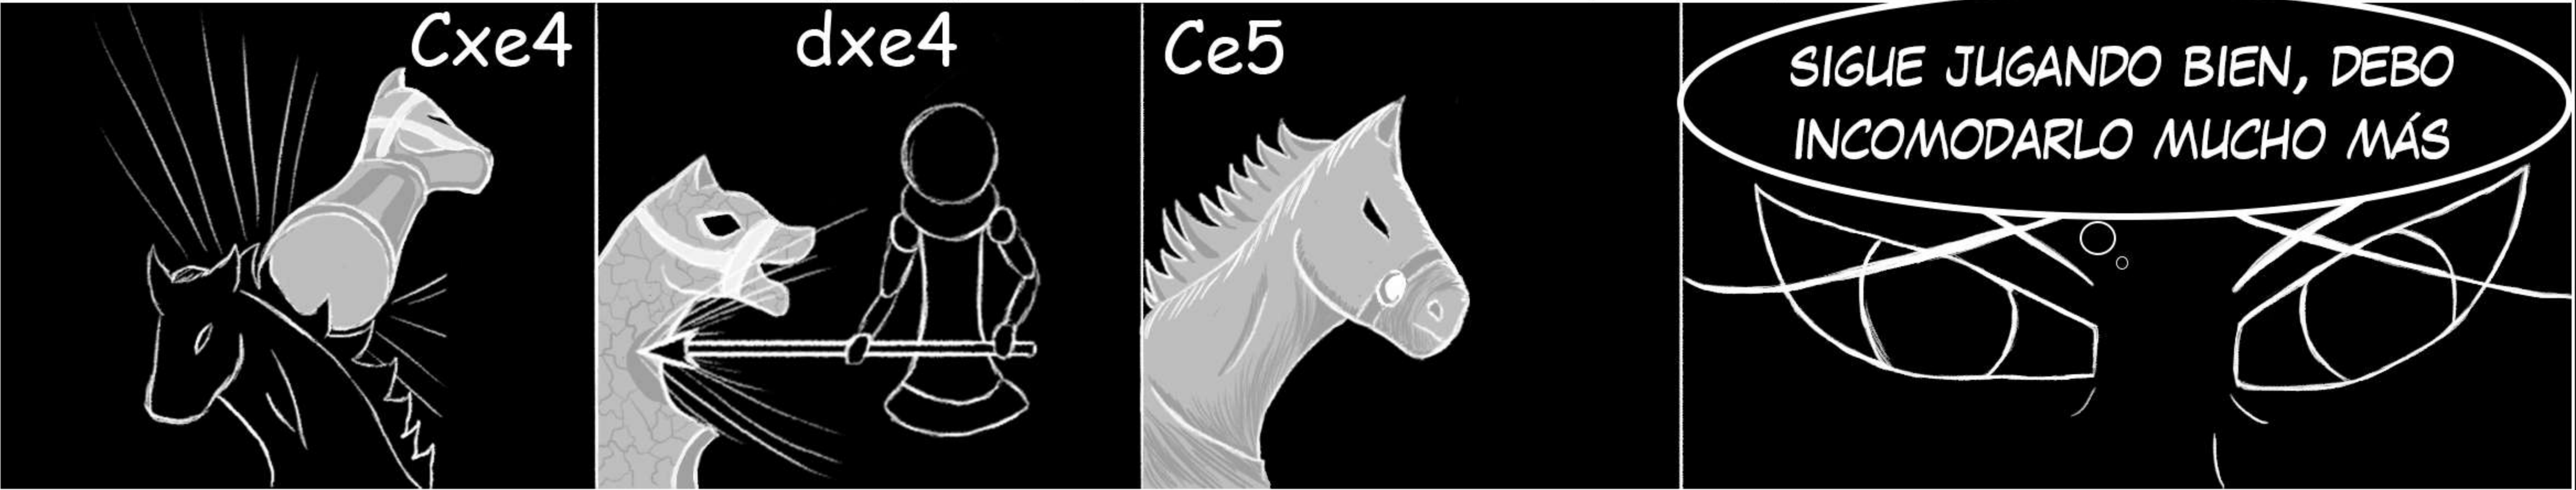 Cxe4
dxe4
Ce5
SIGUE JUGANDO BIEN, DEBO
INCOMODARLO MUCHO MÁS